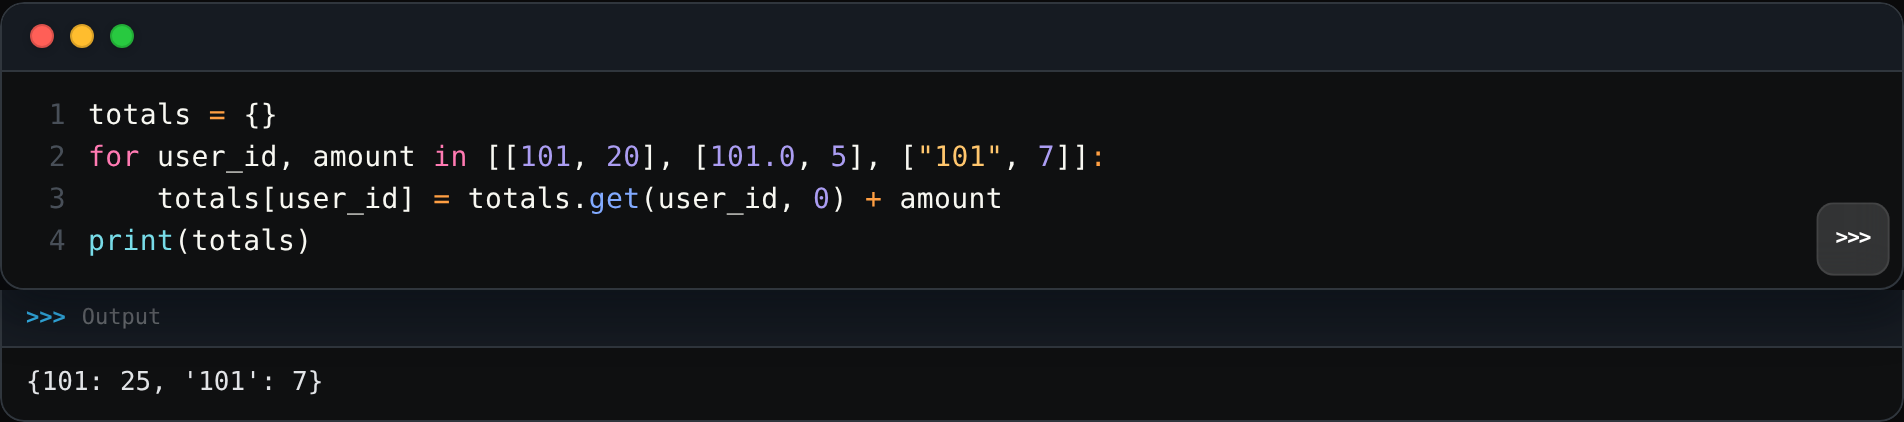 1 totals = {}
2 for user_id, amount in [[101, 20], [101.0, 5], ["101", 7]]:
3     totals[user_id] = totals.get(user_id, 0) + amount
4 print(totals)
>>>
>>> Output
{101: 25, '101': 7}